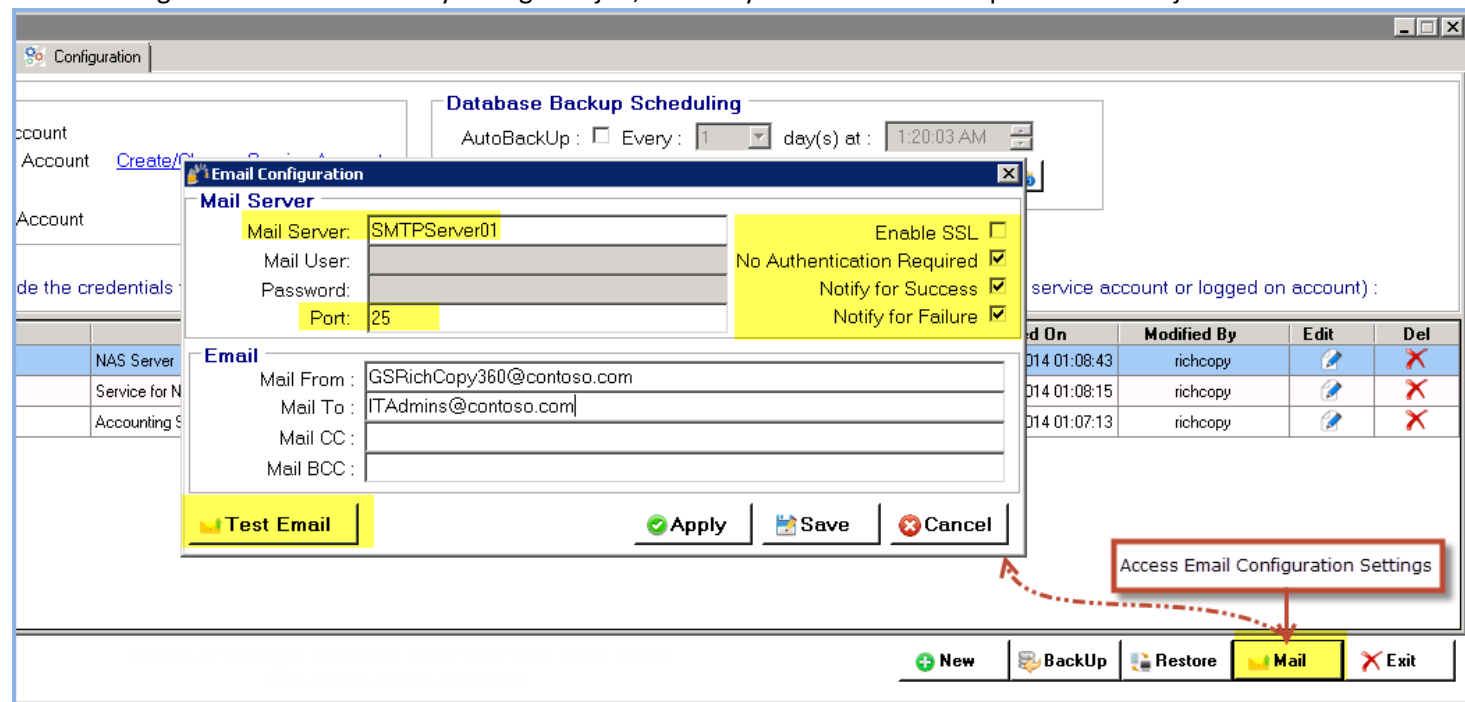 Configuration
Database Backup Scheduling
ccount
AutoBackUp : Every : 1 day(s) at : 1:20:03 AM
Account Create/
Email Configuration
Mail Server
Account
Mail Server: SMTPServer01 Enable SSL
Mail User: No Authentication Required
de the credentials Password: Notify for Success service account or logged on account) :
Port: 25 Notify for Failure
ed On Modified By Edit Del
NAS Server 014 01:08:43 richcopy
Email
Mail From : GSRichCopy360@contoso.com
Service for N 014 01:08:15 richcopy
Mail To : ITAdmins@contoso.com
Accounting S 014 01:07:13 richcopy
Mail CC :
Mail BCC :
Test Email Apply Save Cancel
Access Email Configuration Settings
New BackUp Restore Mail Exit